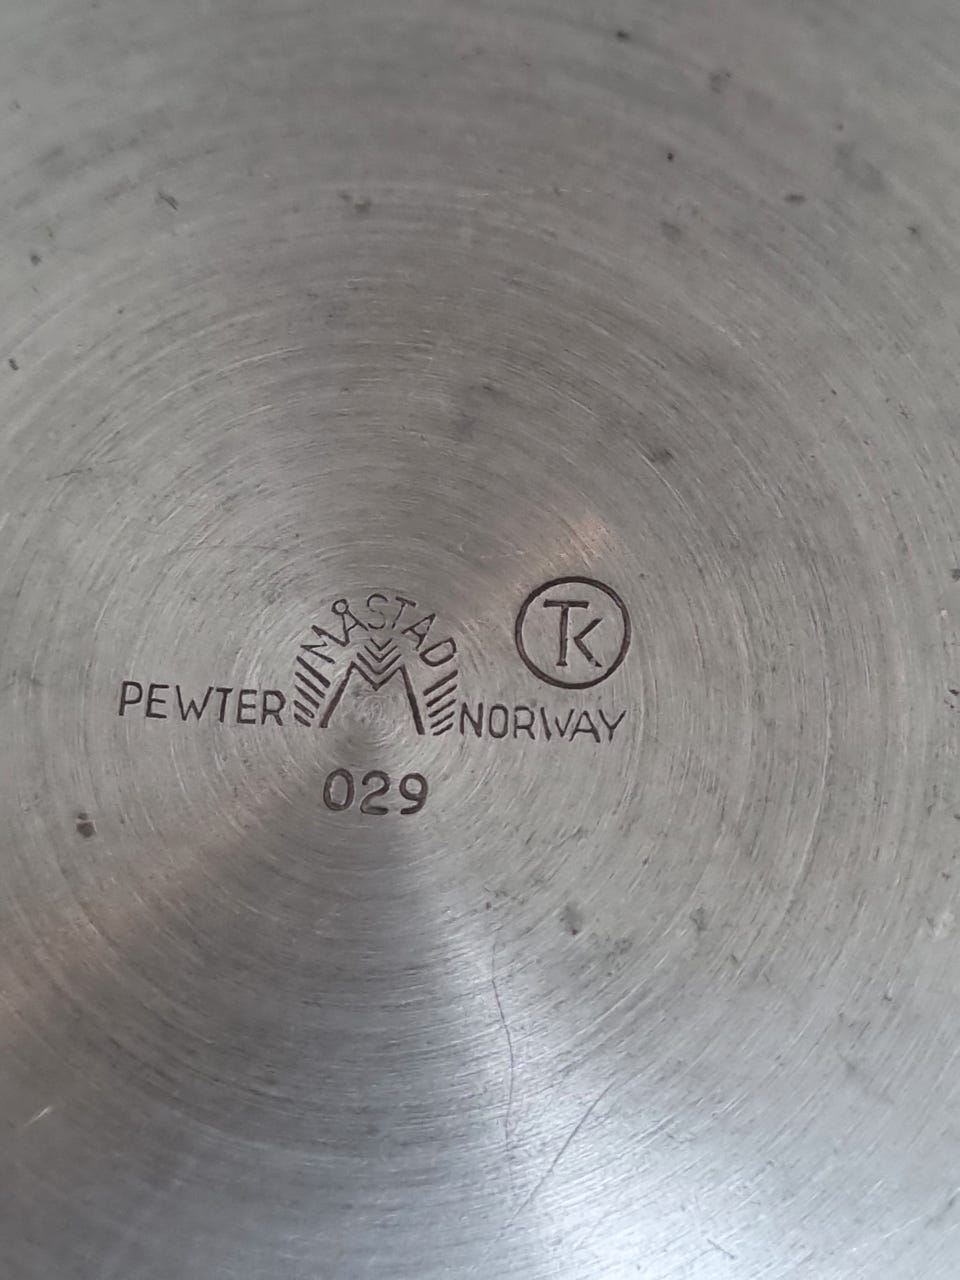 MÅSTAD
TK
PEWTER M NORWAY
029